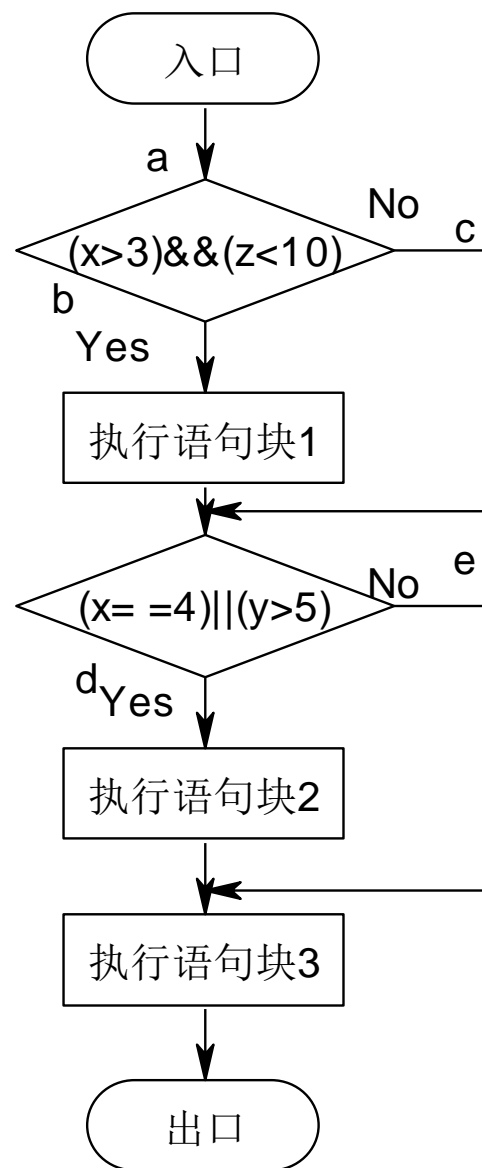 入口
a
No
c
(x>3)&&(z<10)
b
Yes
执行语句块1
e
No
(x= =4)||(y>5)
d
Yes
执行语句块2
执行语句块3
出口